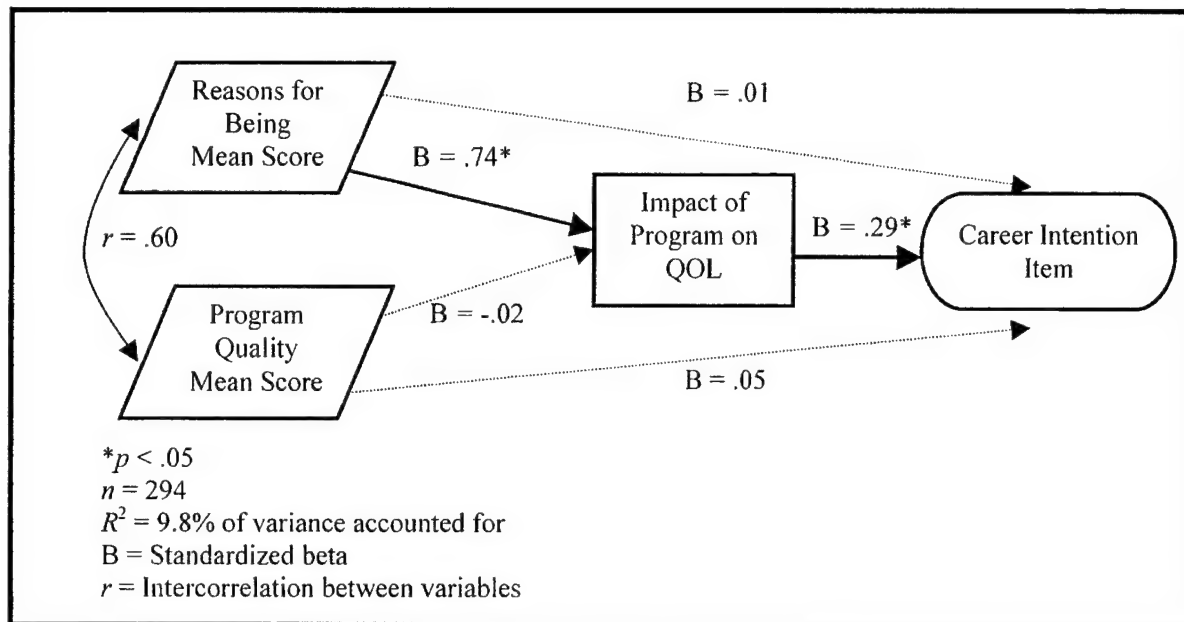 Reasons for
Being
Mean Score
B = .01
B = .74*
Impact of
Program on
QOL
B = .29*
Career Intention
Item
r = .60
Program
Quality
Mean Score
B = -.02
B = .05
*p < .05
n = 294
R² = 9.8% of variance accounted for
B = Standardized beta
r = Intercorrelation between variables